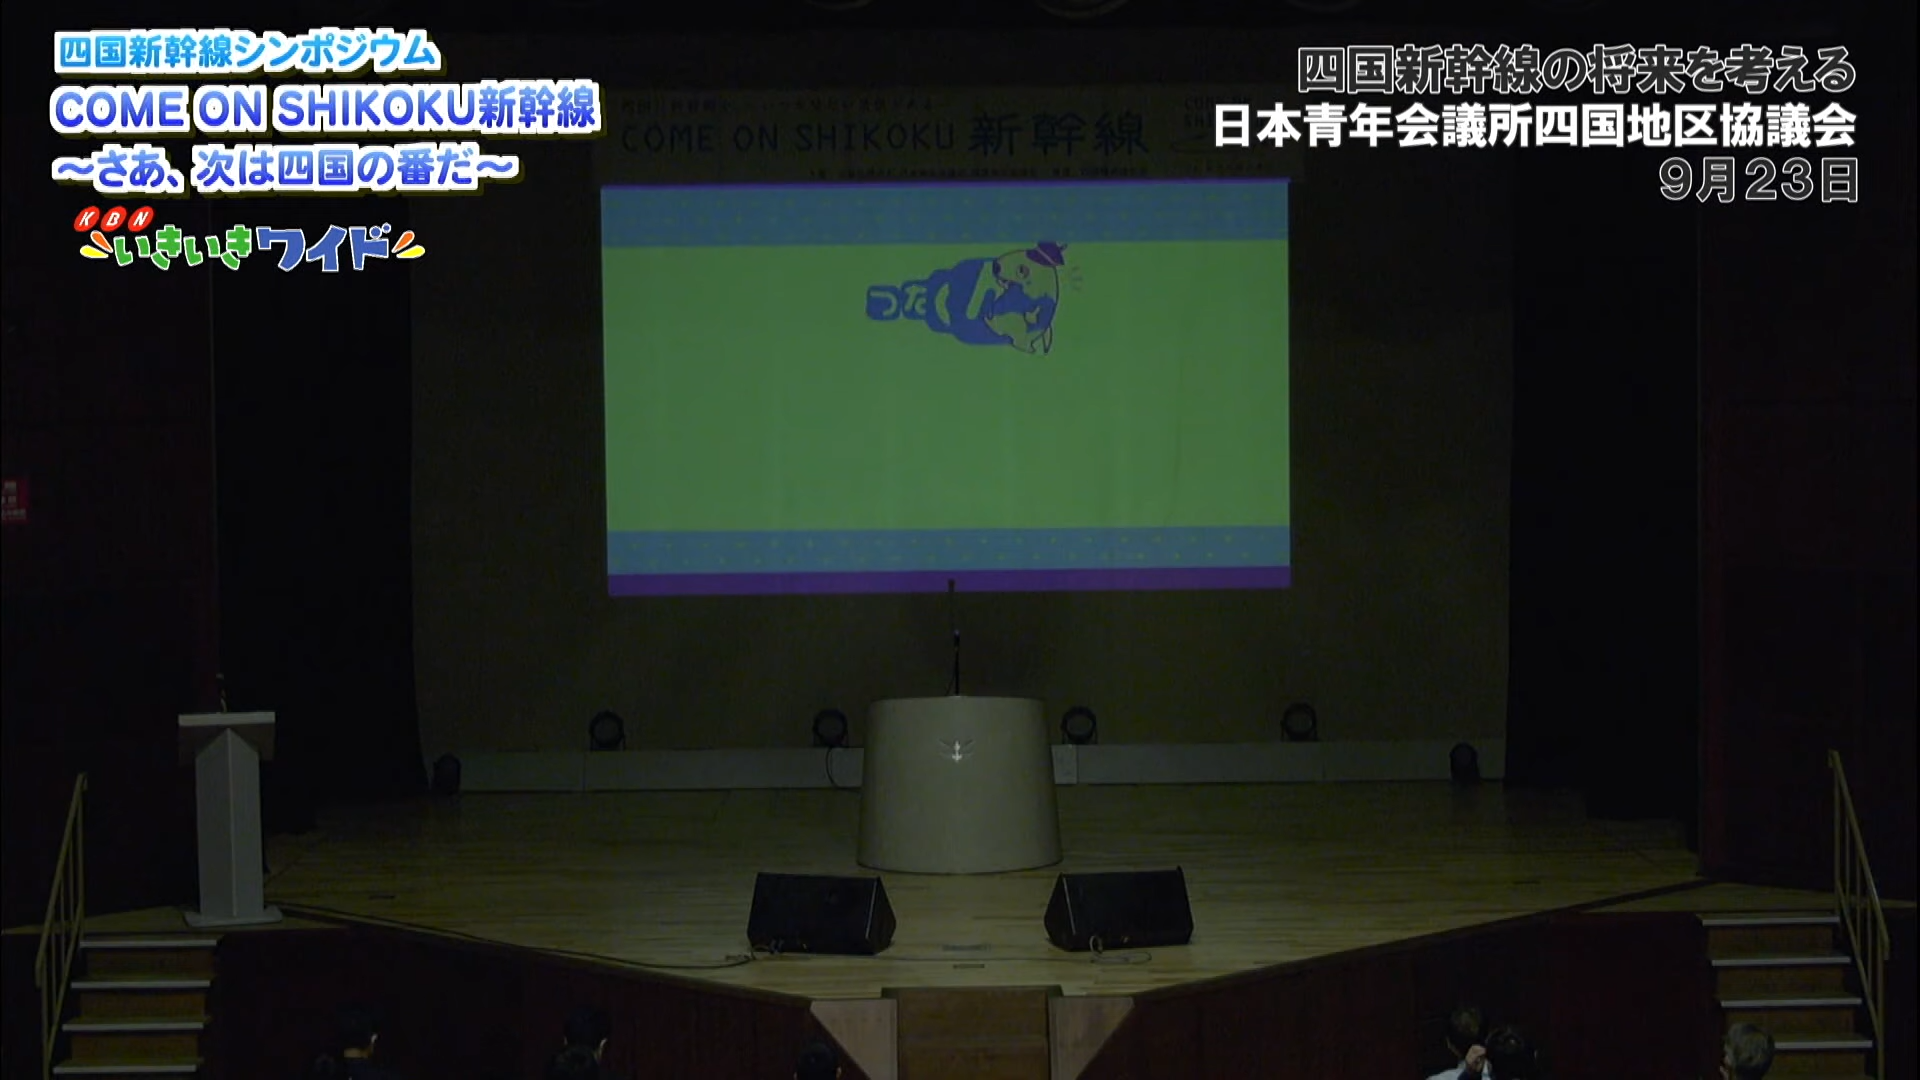 四国新幹線シンポジウム
COME ON SHIKOKU新幹線
～さあ、次は四国の番だ～
KBN
いきいきワイド
四国新幹線の将来を考える
日本青年会議所四国地区協議会
9月23日
COME ON SHIKOKU 新幹線
つなぐん